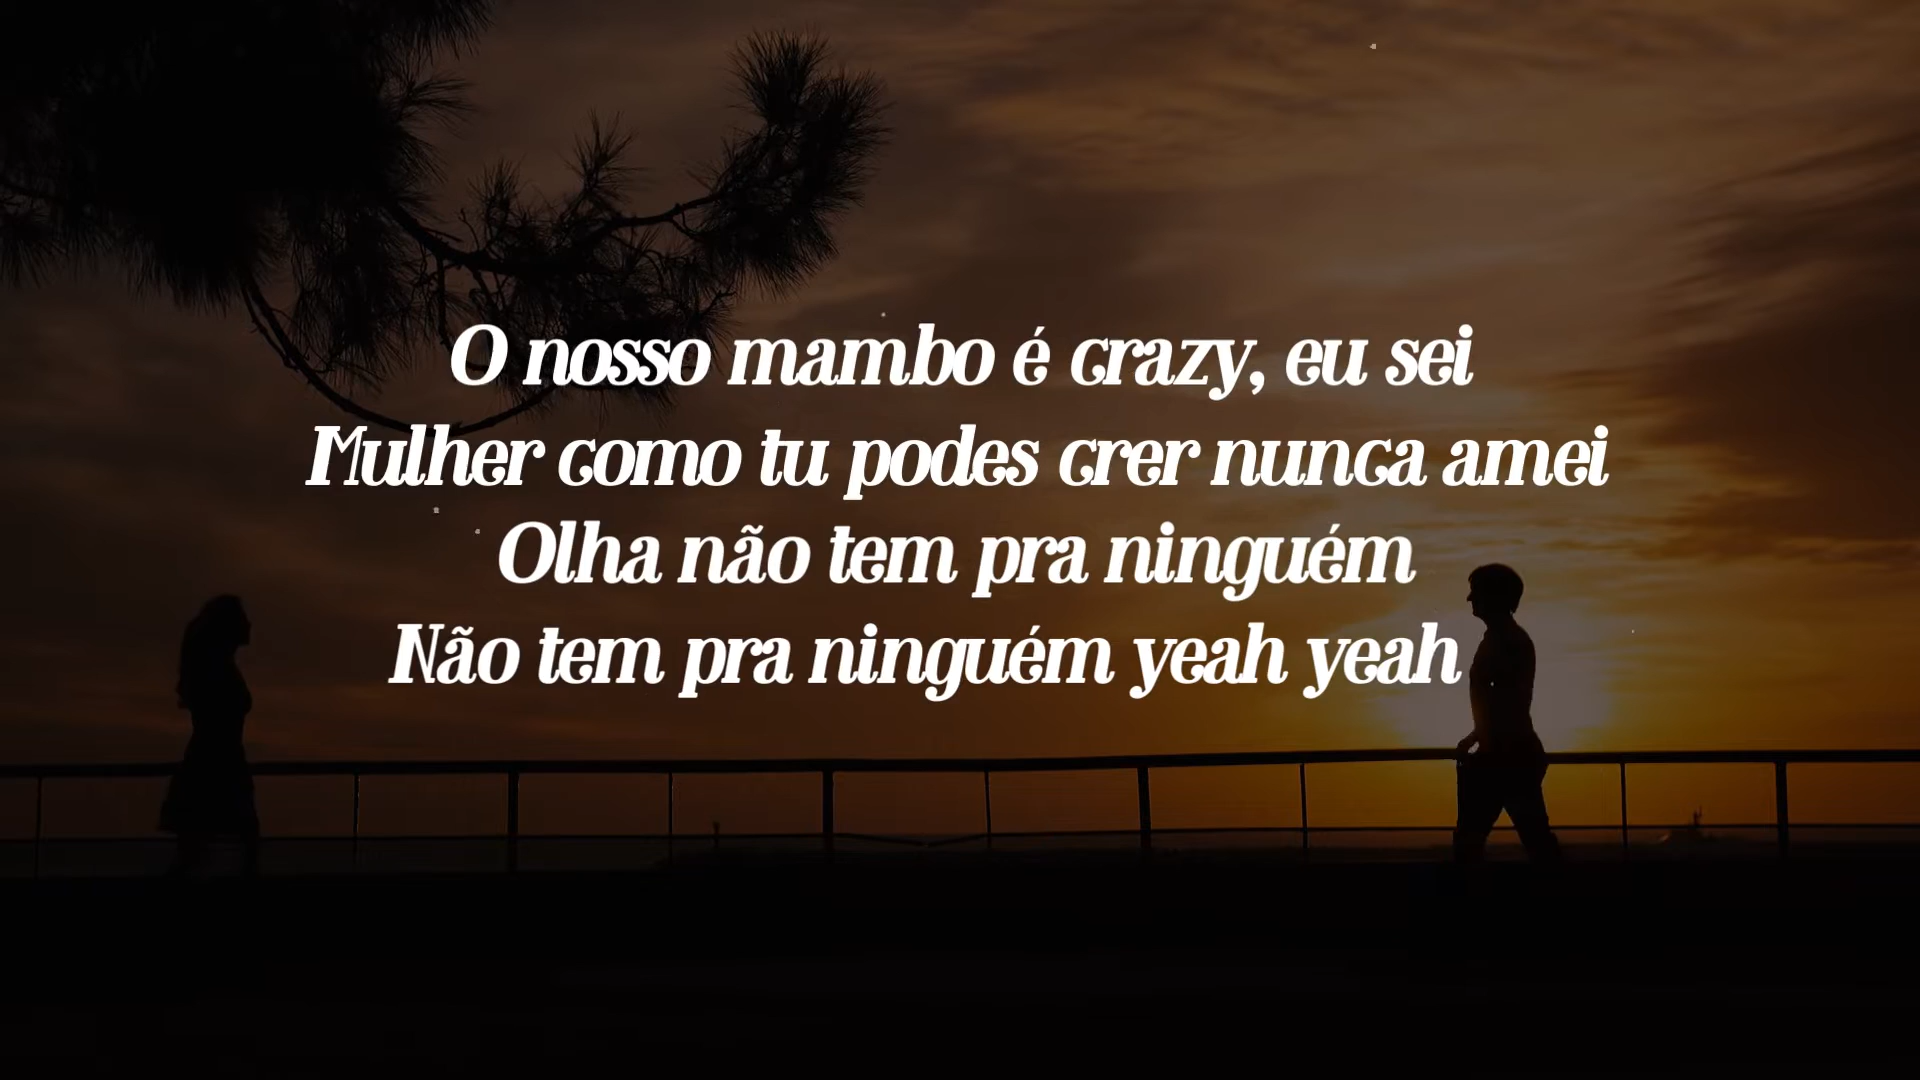 O nosso mambo é crazy, eu sei
Mulher como tu podes crer nunca amei
Olha não tem pra ninguém
Não tem pra ninguém yeah yeah